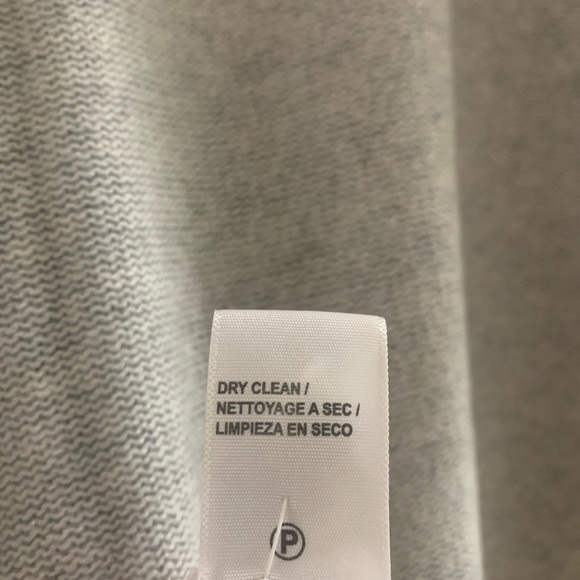 DRY CLEAN /
NETTOYAGE A SEC /
LIMPIEZA EN SECO
P